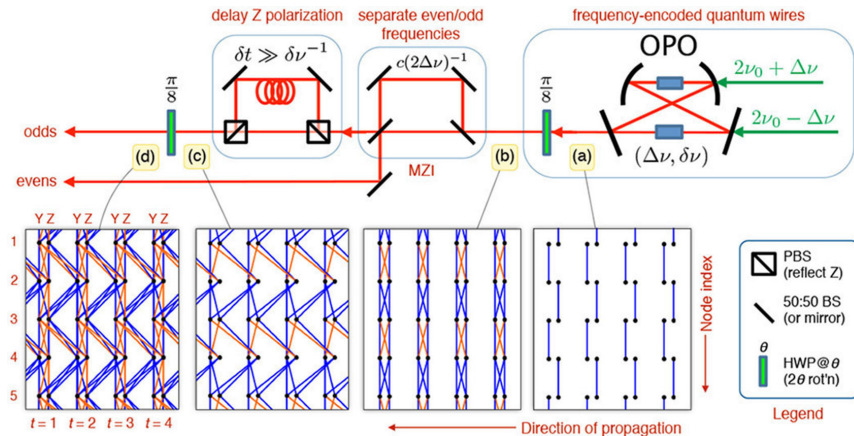 delay Z polarization
separate even/odd
frequencies
frequency-encoded quantum wires
δt ≫ δν⁻¹
c(2Δν)⁻¹
OPO
2ν₀ + Δν
2ν₀ − Δν
(Δν, δν)
π/8
π/8
odds
evens
MZI
(d)
(c)
(b)
(a)
Y Z Y Z Y Z Y Z
1
2
3
4
5
t = 1 t = 2 t = 3 t = 4
Node index
Direction of propagation
PBS
(reflect Z)
50:50 BS
(or mirror)
θ
HWP@θ
(2θ rot'n)
Legend